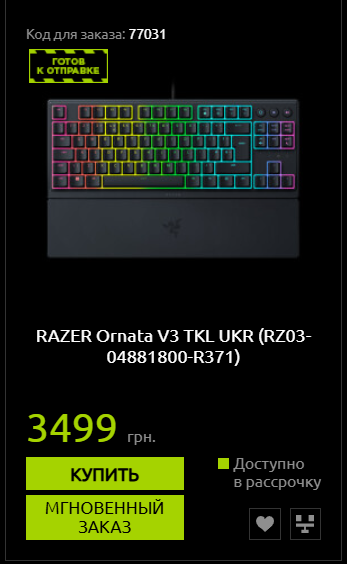 Код для заказа: 77031
ГОТОВ
К ОТПРАВКЕ
RAZER Ornata V3 TKL UKR (RZ03-
04881800-R371)
3499 грн.
КУПИТЬ
Доступно
в рассрочку
МГНОВЕННЫЙ
ЗАКАЗ